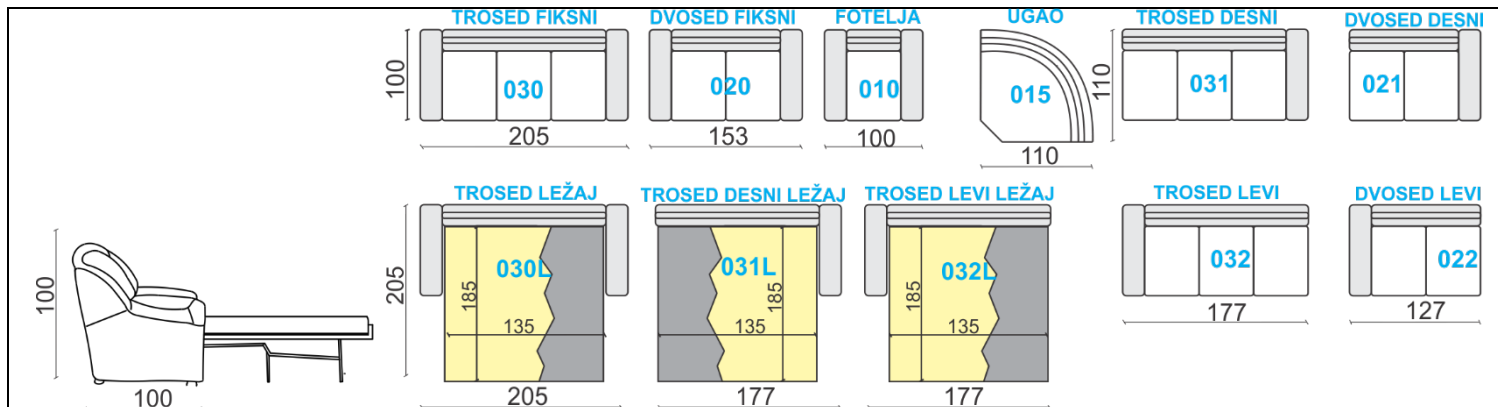 TROSED FIKSNI
DVOSED FIKSNI
FOTELJA
UGAO
TROSED DESNI
DVOSED DESNI
100
030
020
010
015
110
031
021
205
153
100
110
TROSED LEŽAJ
TROSED DESNI LEŽAJ
TROSED LEVI LEŽAJ
TROSED LEVI
DVOSED LEVI
100
205
030L
185
135
031L
185
135
032L
185
135
032
022
177
127
100
205
177
177